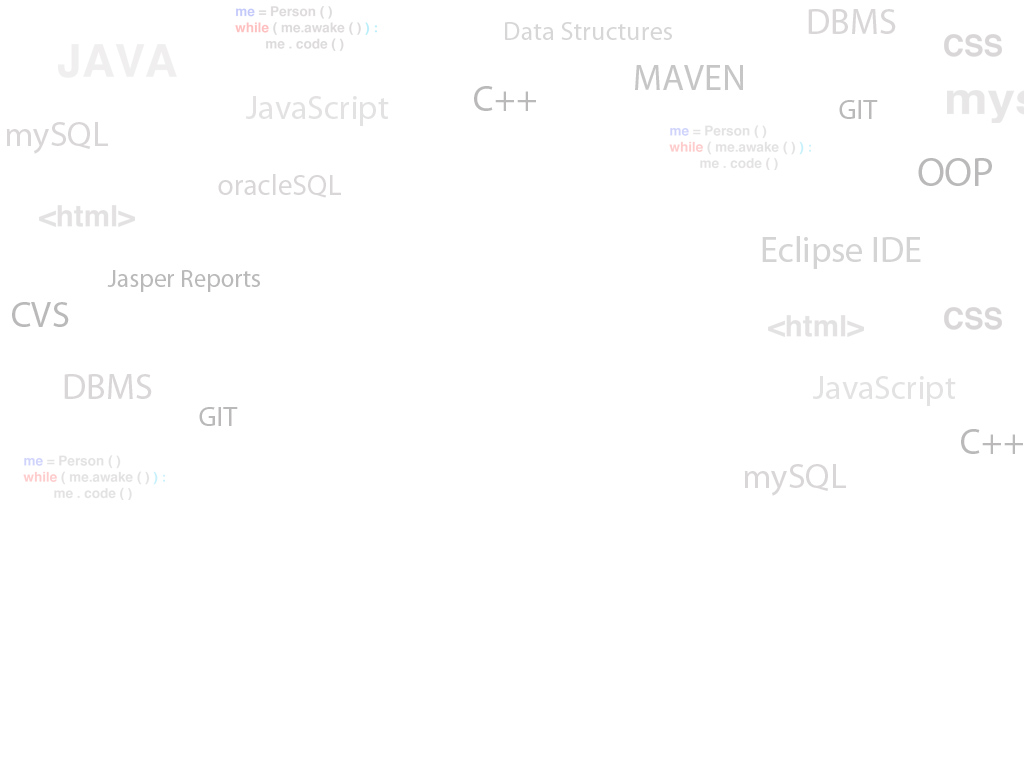 me = Person ( )
while ( me.awake ( ) ) :
me . code ( )
Data Structures
DBMS
CSS
JAVA
MAVEN
C++
JavaScript
GIT
mys
mySQL
me = Person ( )
while ( me.awake ( ) ) :
me . code ( )
OOP
oracleSQL
<html>
Eclipse IDE
Jasper Reports
CVS
<html>
CSS
DBMS
JavaScript
GIT
C++
me = Person ( )
while ( me.awake ( ) ) :
me . code ( )
mySQL